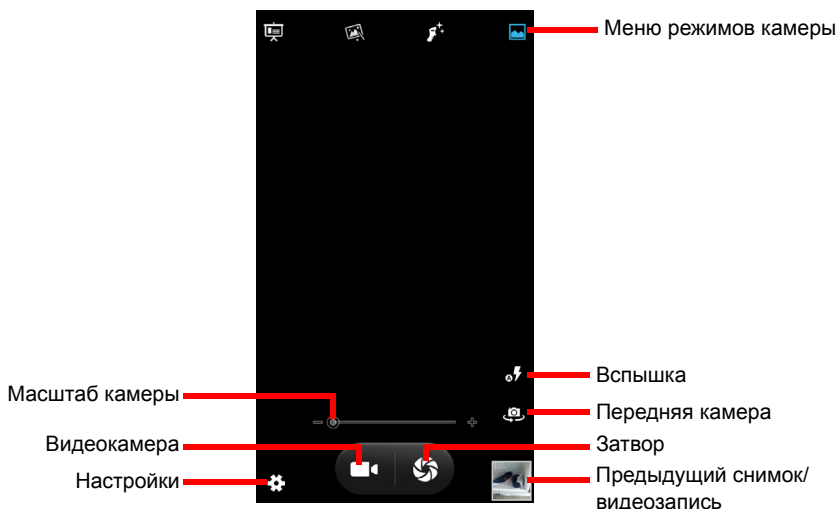 Меню режимов камеры
Вспышка
Масштаб камеры
Передняя камера
Видеокамера
Затвор
Настройки
Предыдущий снимок/
видеозапись